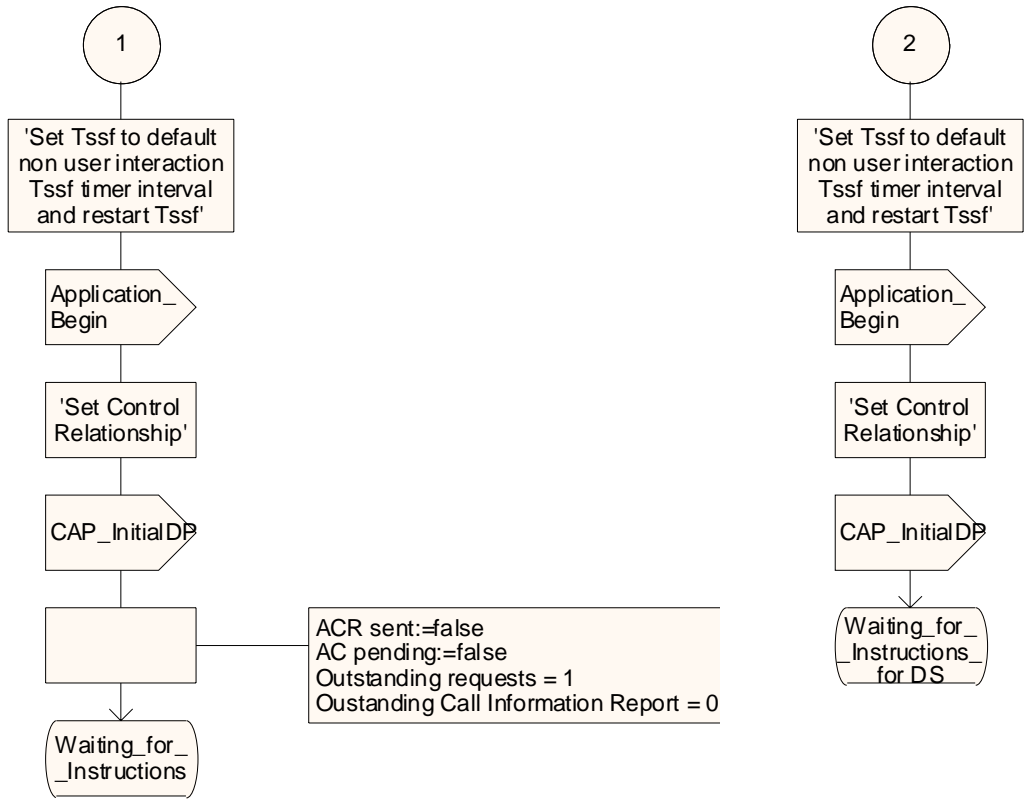 1
'Set Tssf to default
non user interaction
Tssf timer interval
and restart Tssf'
Application_
Begin
'Set Control
Relationship'
CAP_InitialDP
ACR sent:=false
AC pending:=false
Outstanding requests = 1
Oustanding Call Information Report = 0
Waiting_for_
_Instructions
2
'Set Tssf to default
non user interaction
Tssf timer interval
and restart Tssf'
Application_
Begin
'Set Control
Relationship'
CAP_InitialDP
Waiting_for_
_Instructions_
for DS